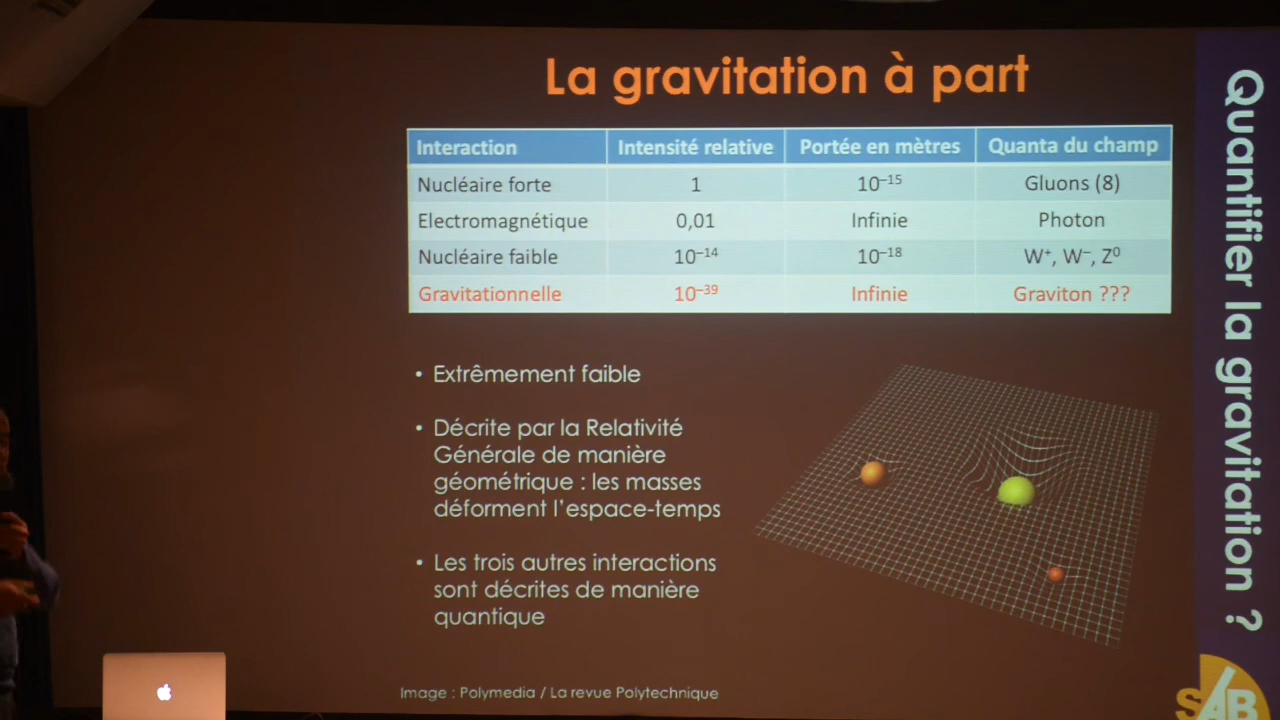 La gravitation à part
Interaction Intensité relative Portée en mètres Quanta du champ
Nucléaire forte 1 10⁻¹⁵ Gluons (8)
Electromagnétique 0,01 Infinie Photon
Nucléaire faible 10⁻¹⁴ 10⁻¹⁸ W⁺, W⁻, Z⁰
Gravitationnelle 10⁻³⁹ Infinie Graviton ???
• Extrêmement faible
• Décrite par la Relativité
Générale de manière
géométrique : les masses
déforment l'espace-temps
• Les trois autres interactions
sont décrites de manière
quantique
Image : Polymedia / La revue Polytechnique
Quantifier la gravitation ?
SAB